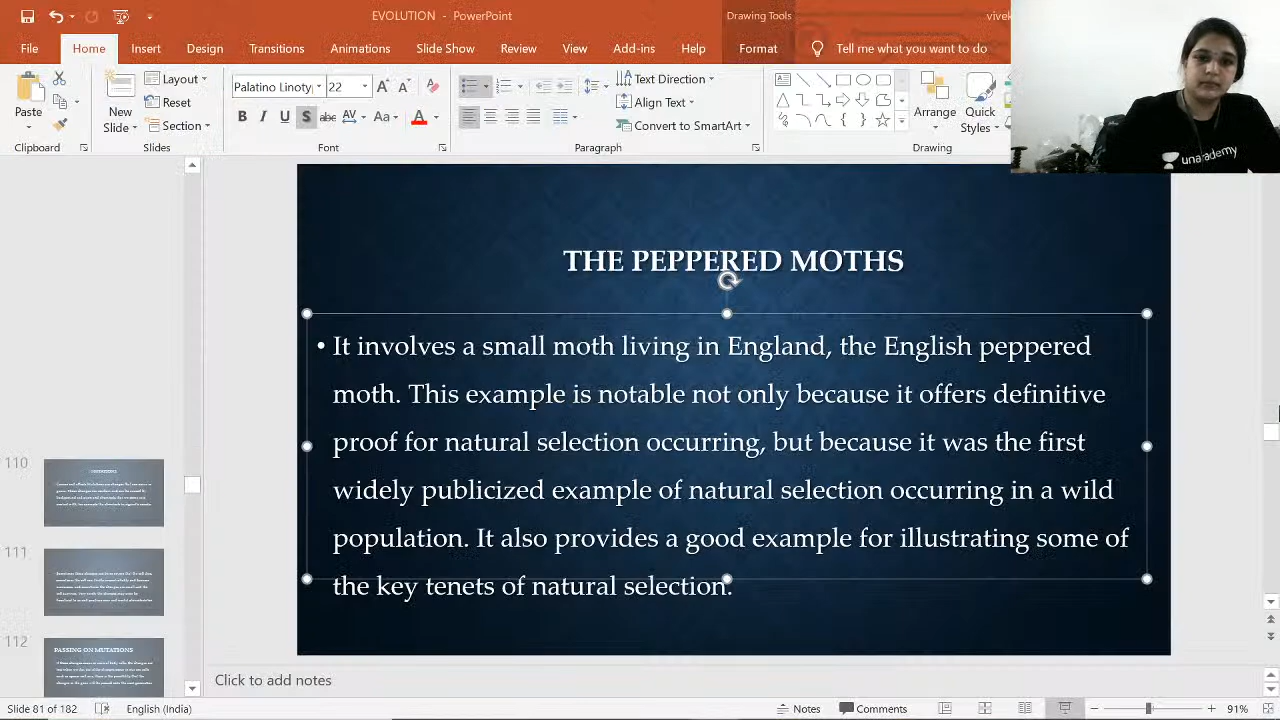 EVOLUTION - PowerPoint
Drawing Tools
vivek
File
Home
Insert
Design
Transitions
Animations
Slide Show
Review
View
Add-ins
Help
Format
Tell me what you want to do
Paste
New
Slide
Layout
Reset
Section
Palatino Linoty
22
B
I
U
S
abc
AV
Aa
A
Text Direction
Align Text
Convert to SmartArt
Arrange
Quick
Styles
Clipboard
Slides
Font
Paragraph
Drawing
unacademy
THE PEPPERED MOTHS
• It involves a small moth living in England, the English peppered
moth. This example is notable not only because it offers definitive
proof for natural selection occurring, but because it was the first
widely publicized example of natural selection occurring in a wild
population. It also provides a good example for illustrating some of
the key tenets of natural selection.
110
111
112
PASSING ON MUTATIONS
Click to add notes
Slide 81 of 182
English (India)
Notes
Comments
91%